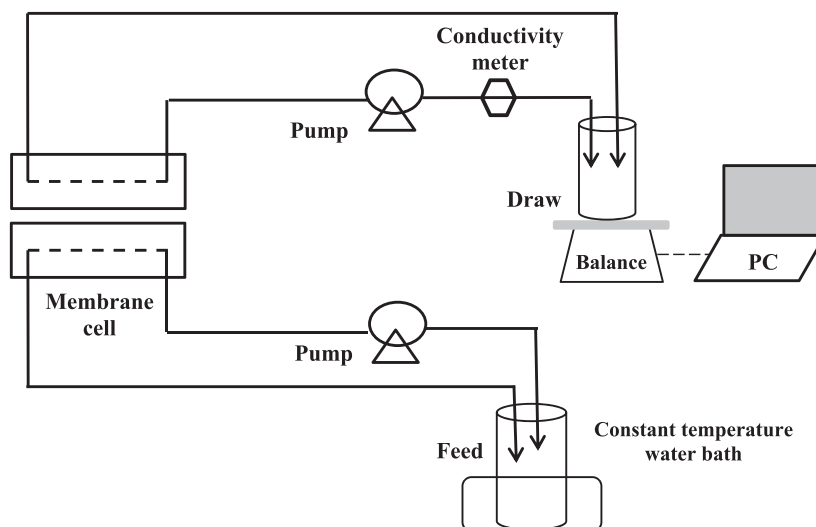 Conductivity
meter
Pump
Draw
Balance
PC
Membrane
cell
Pump
Feed
Constant temperature
water bath